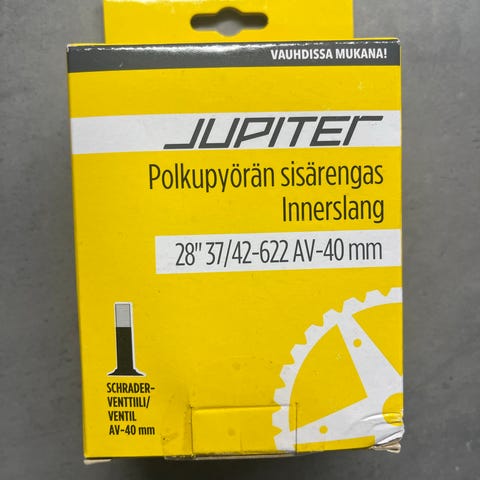 VAUHDISSA MUKANA!
JUPITER
Polkupyörän sisärengas
Innerslang
28" 37/42-622 AV-40 mm
SCHRADER-
VENTTIILI/
VENTIL
AV-40 mm